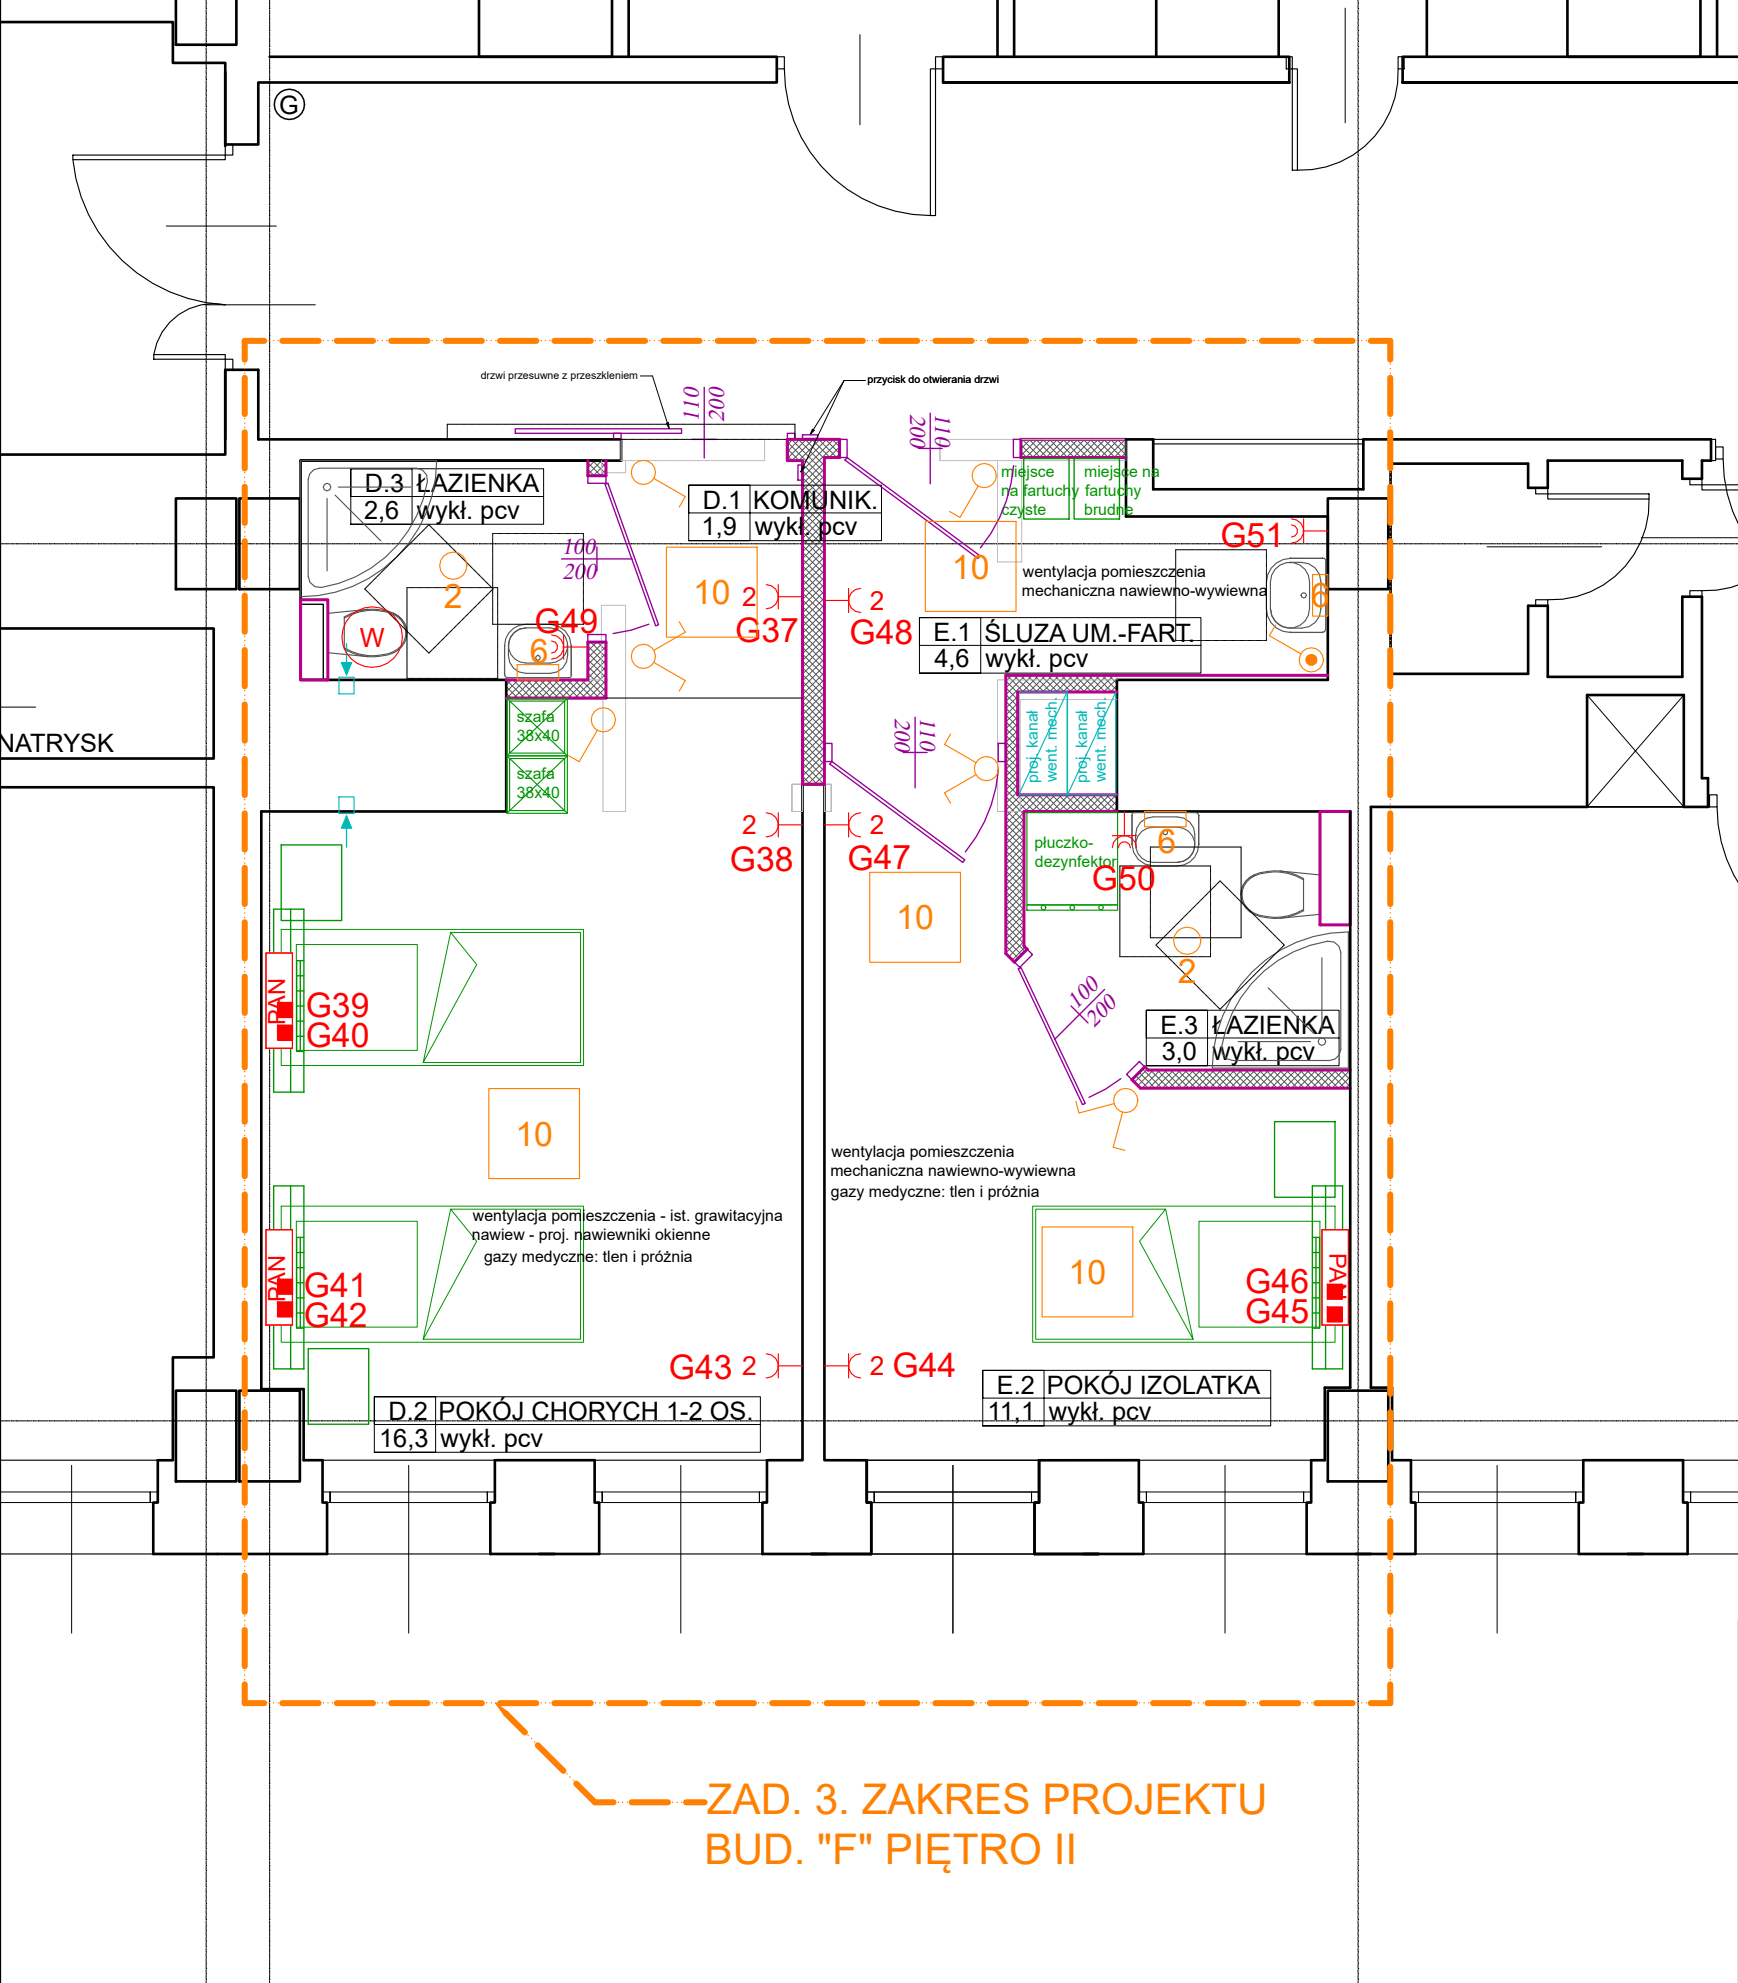 G
drzwi przesuwne z przeszkleniem
110
200
przycisk do otwierania drzwi
110
200
D.3 ŁAZIENKA
2,6 wykł. pcv
D.1 KOMUNIK.
1,9 wykł. pcv
miejsce
na fartuchy
czyste
miejsce na
fartuchy
brudne
G51
100
200
2
10
2
G37
2
G48
10
wentylacja pomieszczenia
mechaniczna nawiewno-wywiewna
6
W
G49
6
E.1 ŚLUZA UM.-FART.
4,6 wykł. pcv
NATRYSK
szafa
38x40
szafa
38x40
110
200
proj. kanał
went. mech.
proj. kanał
went. mech.
2
G38
2
G47
płuczko-
dezynfektor
G50
6
10
2
PAN
G39
G40
100
200
E.3 ŁAZIENKA
3,0 wykł. pcv
10
wentylacja pomieszczenia
mechaniczna nawiewno-wywiewna
gazy medyczne: tlen i próżnia
wentylacja pomieszczenia - ist. grawitacyjna
nawiew - proj. nawiewniki okienne
gazy medyczne: tlen i próżnia
PAN
G41
G42
10
G46
G45
PAN
G43 2
2 G44
D.2 POKÓJ CHORYCH 1-2 OS.
16,3 wykł. pcv
E.2 POKÓJ IZOLATKA
11,1 wykł. pcv
ZAD. 3. ZAKRES PROJEKTU
BUD. "F" PIĘTRO II